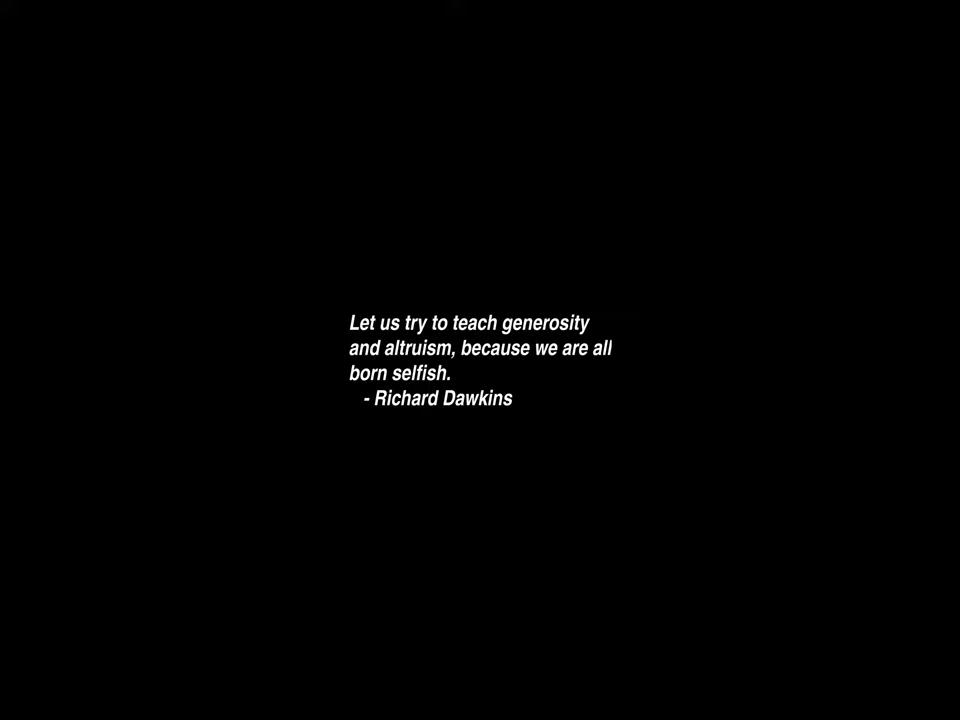 Let us try to teach generosity
and altruism, because we are all
born selfish.
- Richard Dawkins